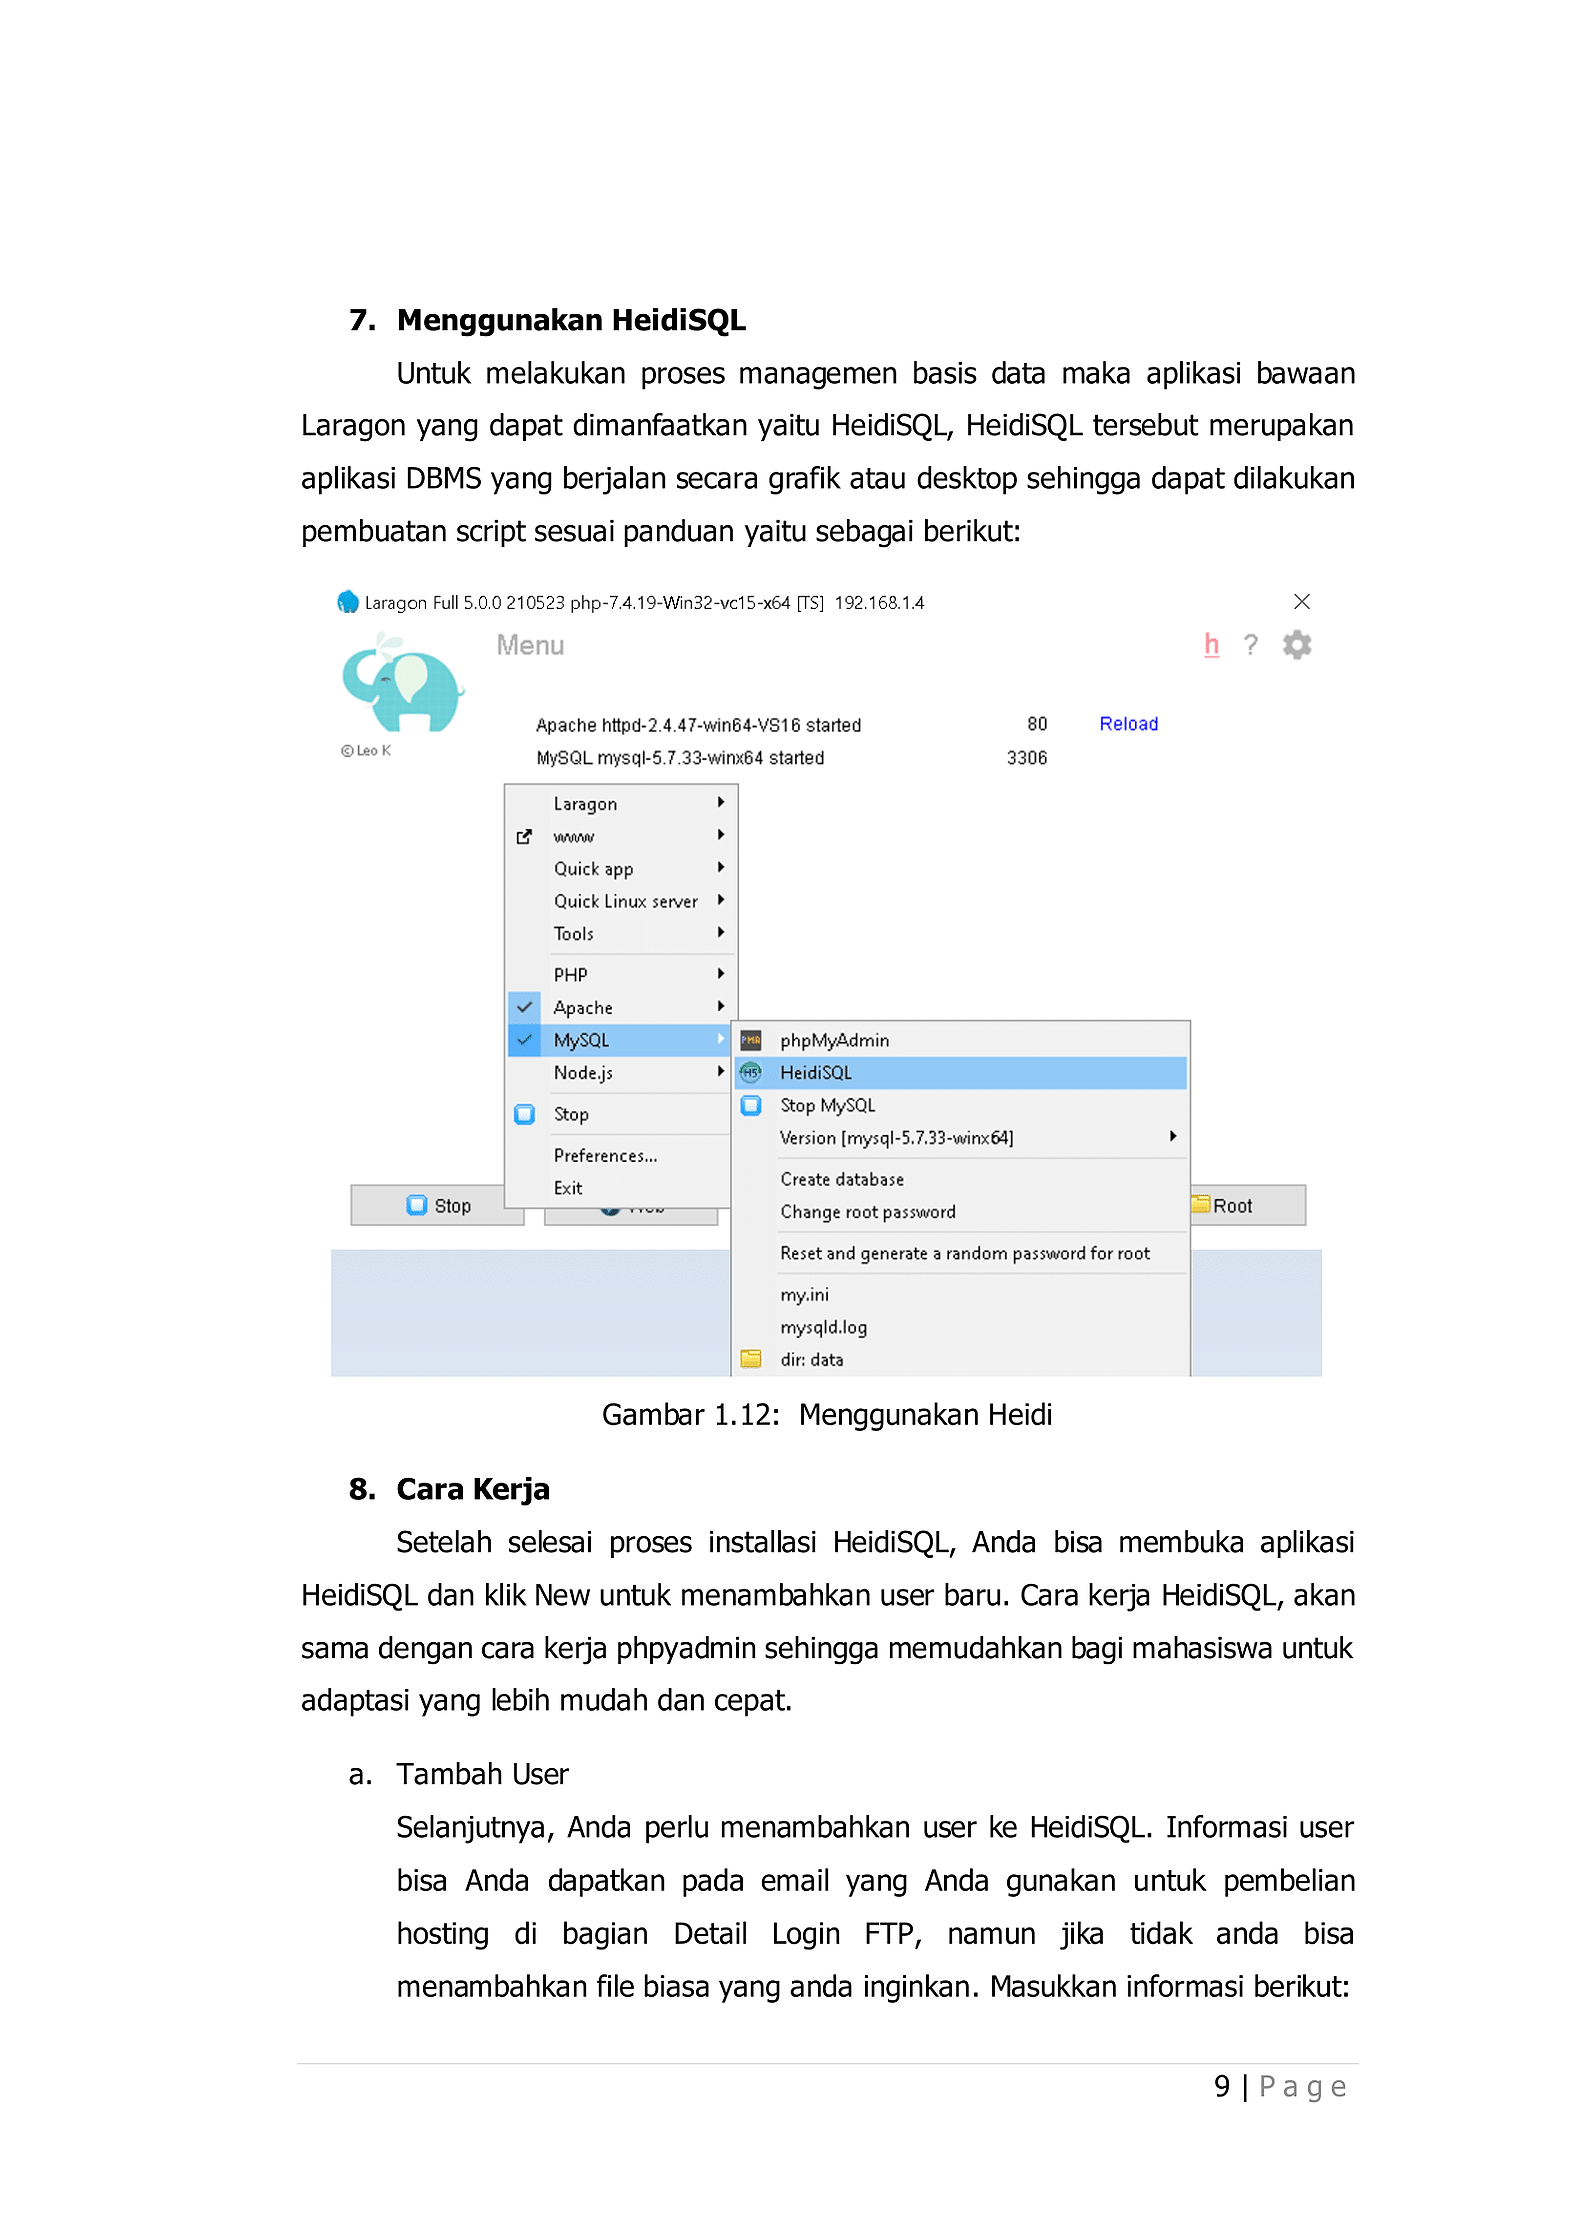 7. Menggunakan HeidiSQL
Untuk melakukan proses managemen basis data maka aplikasi bawaan
Laragon yang dapat dimanfaatkan yaitu HeidiSQL, HeidiSQL tersebut merupakan
aplikasi DBMS yang berjalan secara grafik atau desktop sehingga dapat dilakukan
pembuatan script sesuai panduan yaitu sebagai berikut:
Laragon Full 5.0.0 210523 php-7.4.19-Win32-vc15-x64 [TS] 192.168.1.4
Menu
h ?
Apache httpd-2.4.47-win64-VS16 started 80 Reload
© Leo K
MySQL mysql-5.7.33-winx64 started 3306
Laragon
www
Quick app
Quick Linux server
Tools
PHP
Apache
MySQL
Node.js
Stop
Preferences...
Exit
PMA phpMyAdmin
HS HeidiSQL
Stop MySQL
Version [mysql-5.7.33-winx64]
Create database
Change root password
Reset and generate a random password for root
my.ini
mysqld.log
dir: data
Stop
Web
Root
Gambar 1.12: Menggunakan Heidi
8. Cara Kerja
Setelah selesai proses installasi HeidiSQL, Anda bisa membuka aplikasi
HeidiSQL dan klik New untuk menambahkan user baru. Cara kerja HeidiSQL, akan
sama dengan cara kerja phpyadmin sehingga memudahkan bagi mahasiswa untuk
adaptasi yang lebih mudah dan cepat.
a. Tambah User
Selanjutnya, Anda perlu menambahkan user ke HeidiSQL. Informasi user
bisa Anda dapatkan pada email yang Anda gunakan untuk pembelian
hosting di bagian Detail Login FTP, namun jika tidak anda bisa
menambahkan file biasa yang anda inginkan. Masukkan informasi berikut:
9 | Page